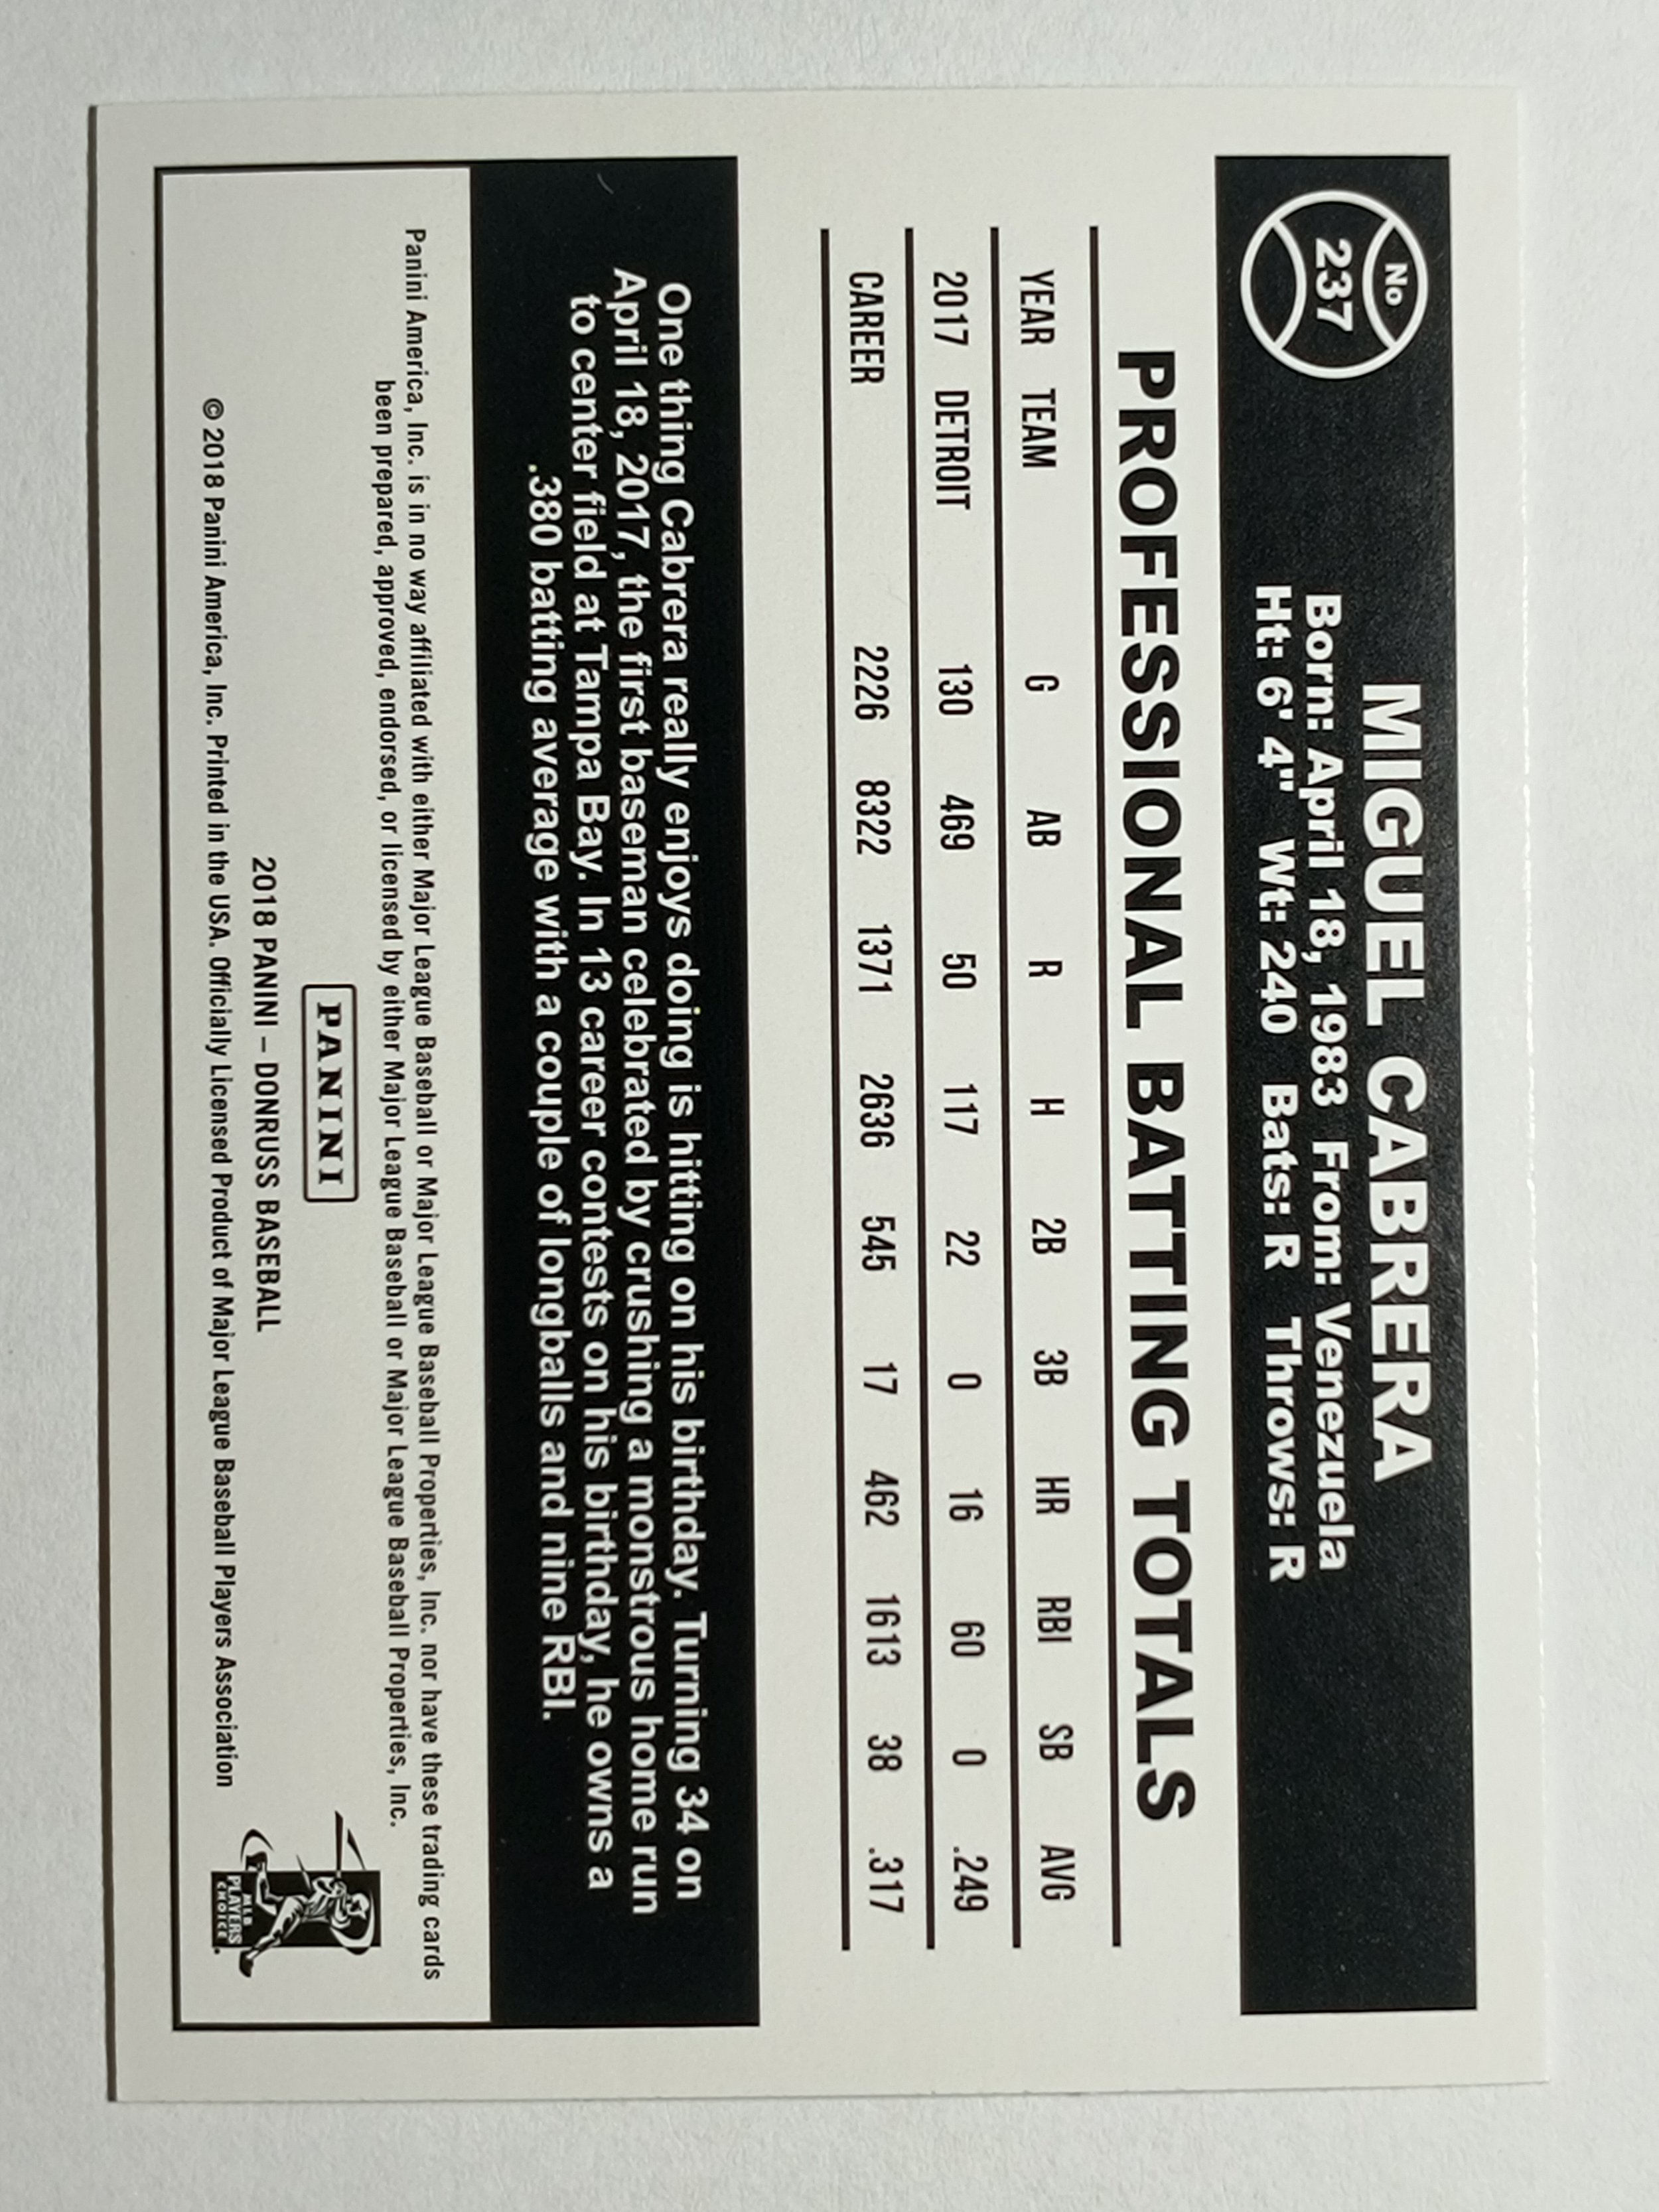 No
237
MIGUEL CABRERA
Born: April 18, 1983 From: Venezuela
Ht: 6' 4" Wt: 240 Bats: R Throws: R
PROFESSIONAL BATTING TOTALS
YEAR TEAM G AB R H 2B 3B HR RBI SB AVG
2017 DETROIT 130 469 50 117 22 0 16 60 0 .249
CAREER 2226 8322 1371 2636 545 17 462 1613 38 .317
One thing Cabrera really enjoys doing is hitting on his birthday. Turning 34 on
April 18, 2017, the first baseman celebrated by crushing a monstrous home run
to center field at Tampa Bay. In 13 career contests on his birthday, he owns a
.380 batting average with a couple of longballs and nine RBI.
Panini America, Inc. is in no way affiliated with either Major League Baseball or Major League Baseball Properties, Inc. nor have these trading cards
been prepared, approved, endorsed, or licensed by either Major League Baseball or Major League Baseball Properties, Inc.
PANINI
2018 PANINI – DONRUSS BASEBALL
© 2018 Panini America, Inc. Printed in the USA. Officially Licensed Product of Major League Baseball Players Association
MLB
PLAYERS
CHOICE